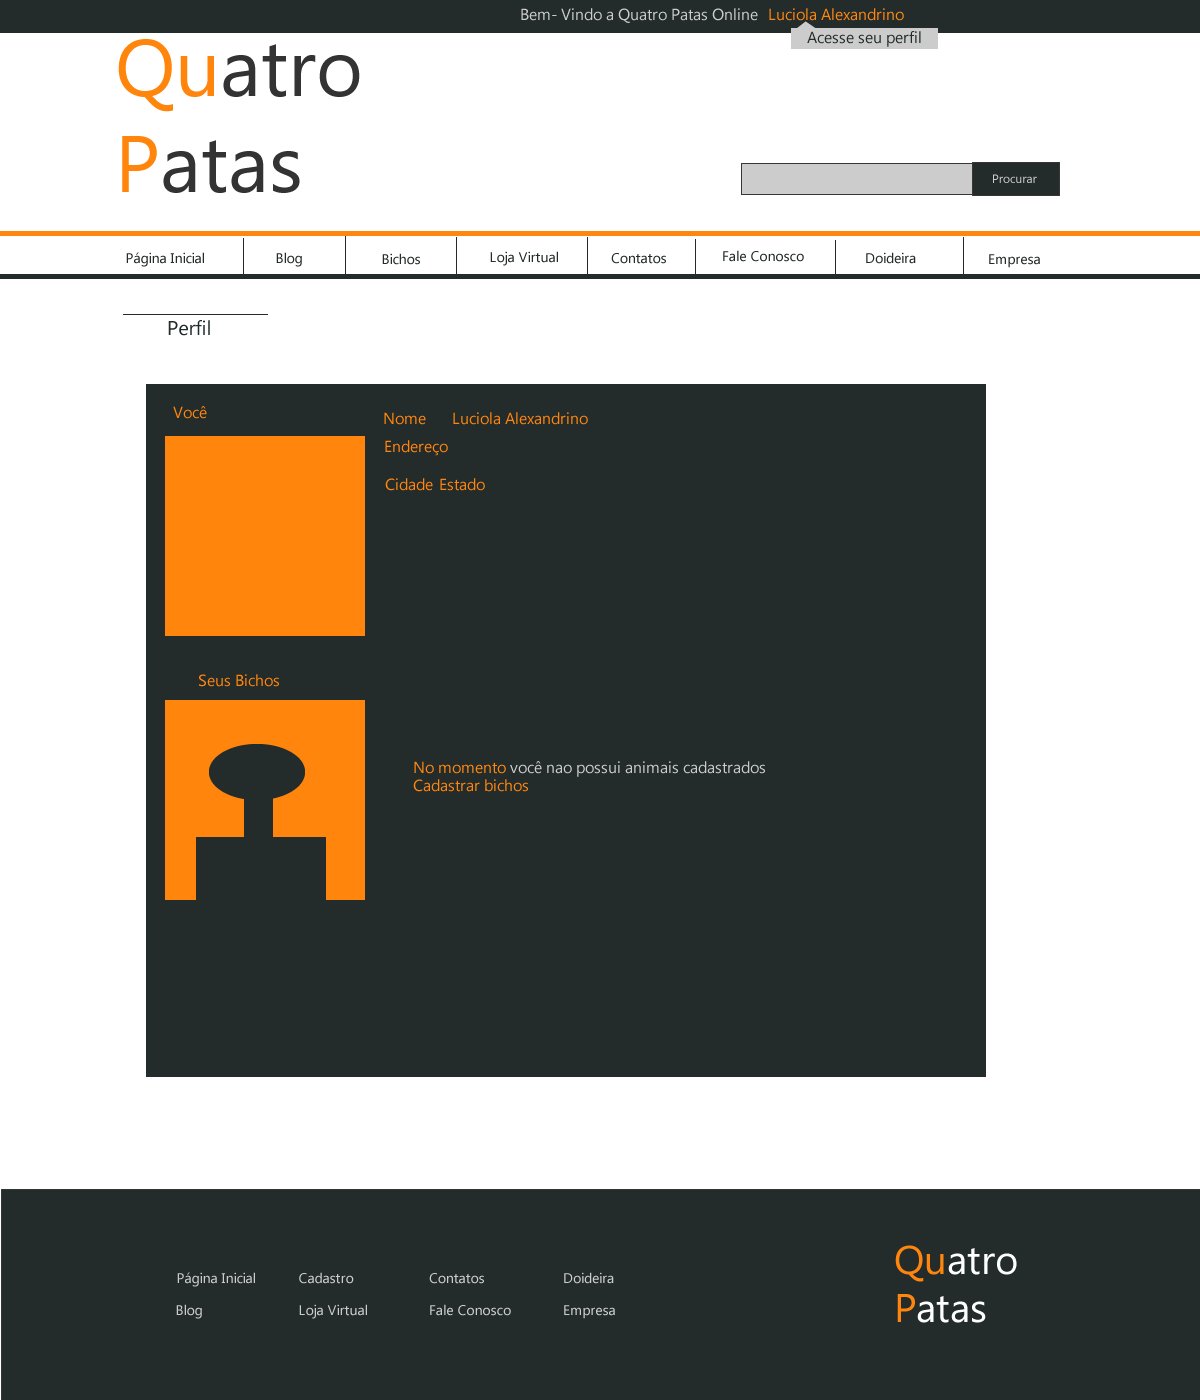 Bem- Vindo a Quatro Patas Online Luciola Alexandrino
Acesse seu perfil
Quatro
Patas
Procurar
Página Inicial Blog Bichos Loja Virtual Contatos Fale Conosco Doideira Empresa
Perfil
Você
Nome Luciola Alexandrino
Endereço
Cidade Estado
Seus Bichos
No momento você nao possui animais cadastrados
Cadastrar bichos
Página Inicial Cadastro Contatos Doideira
Blog Loja Virtual Fale Conosco Empresa
Quatro
Patas